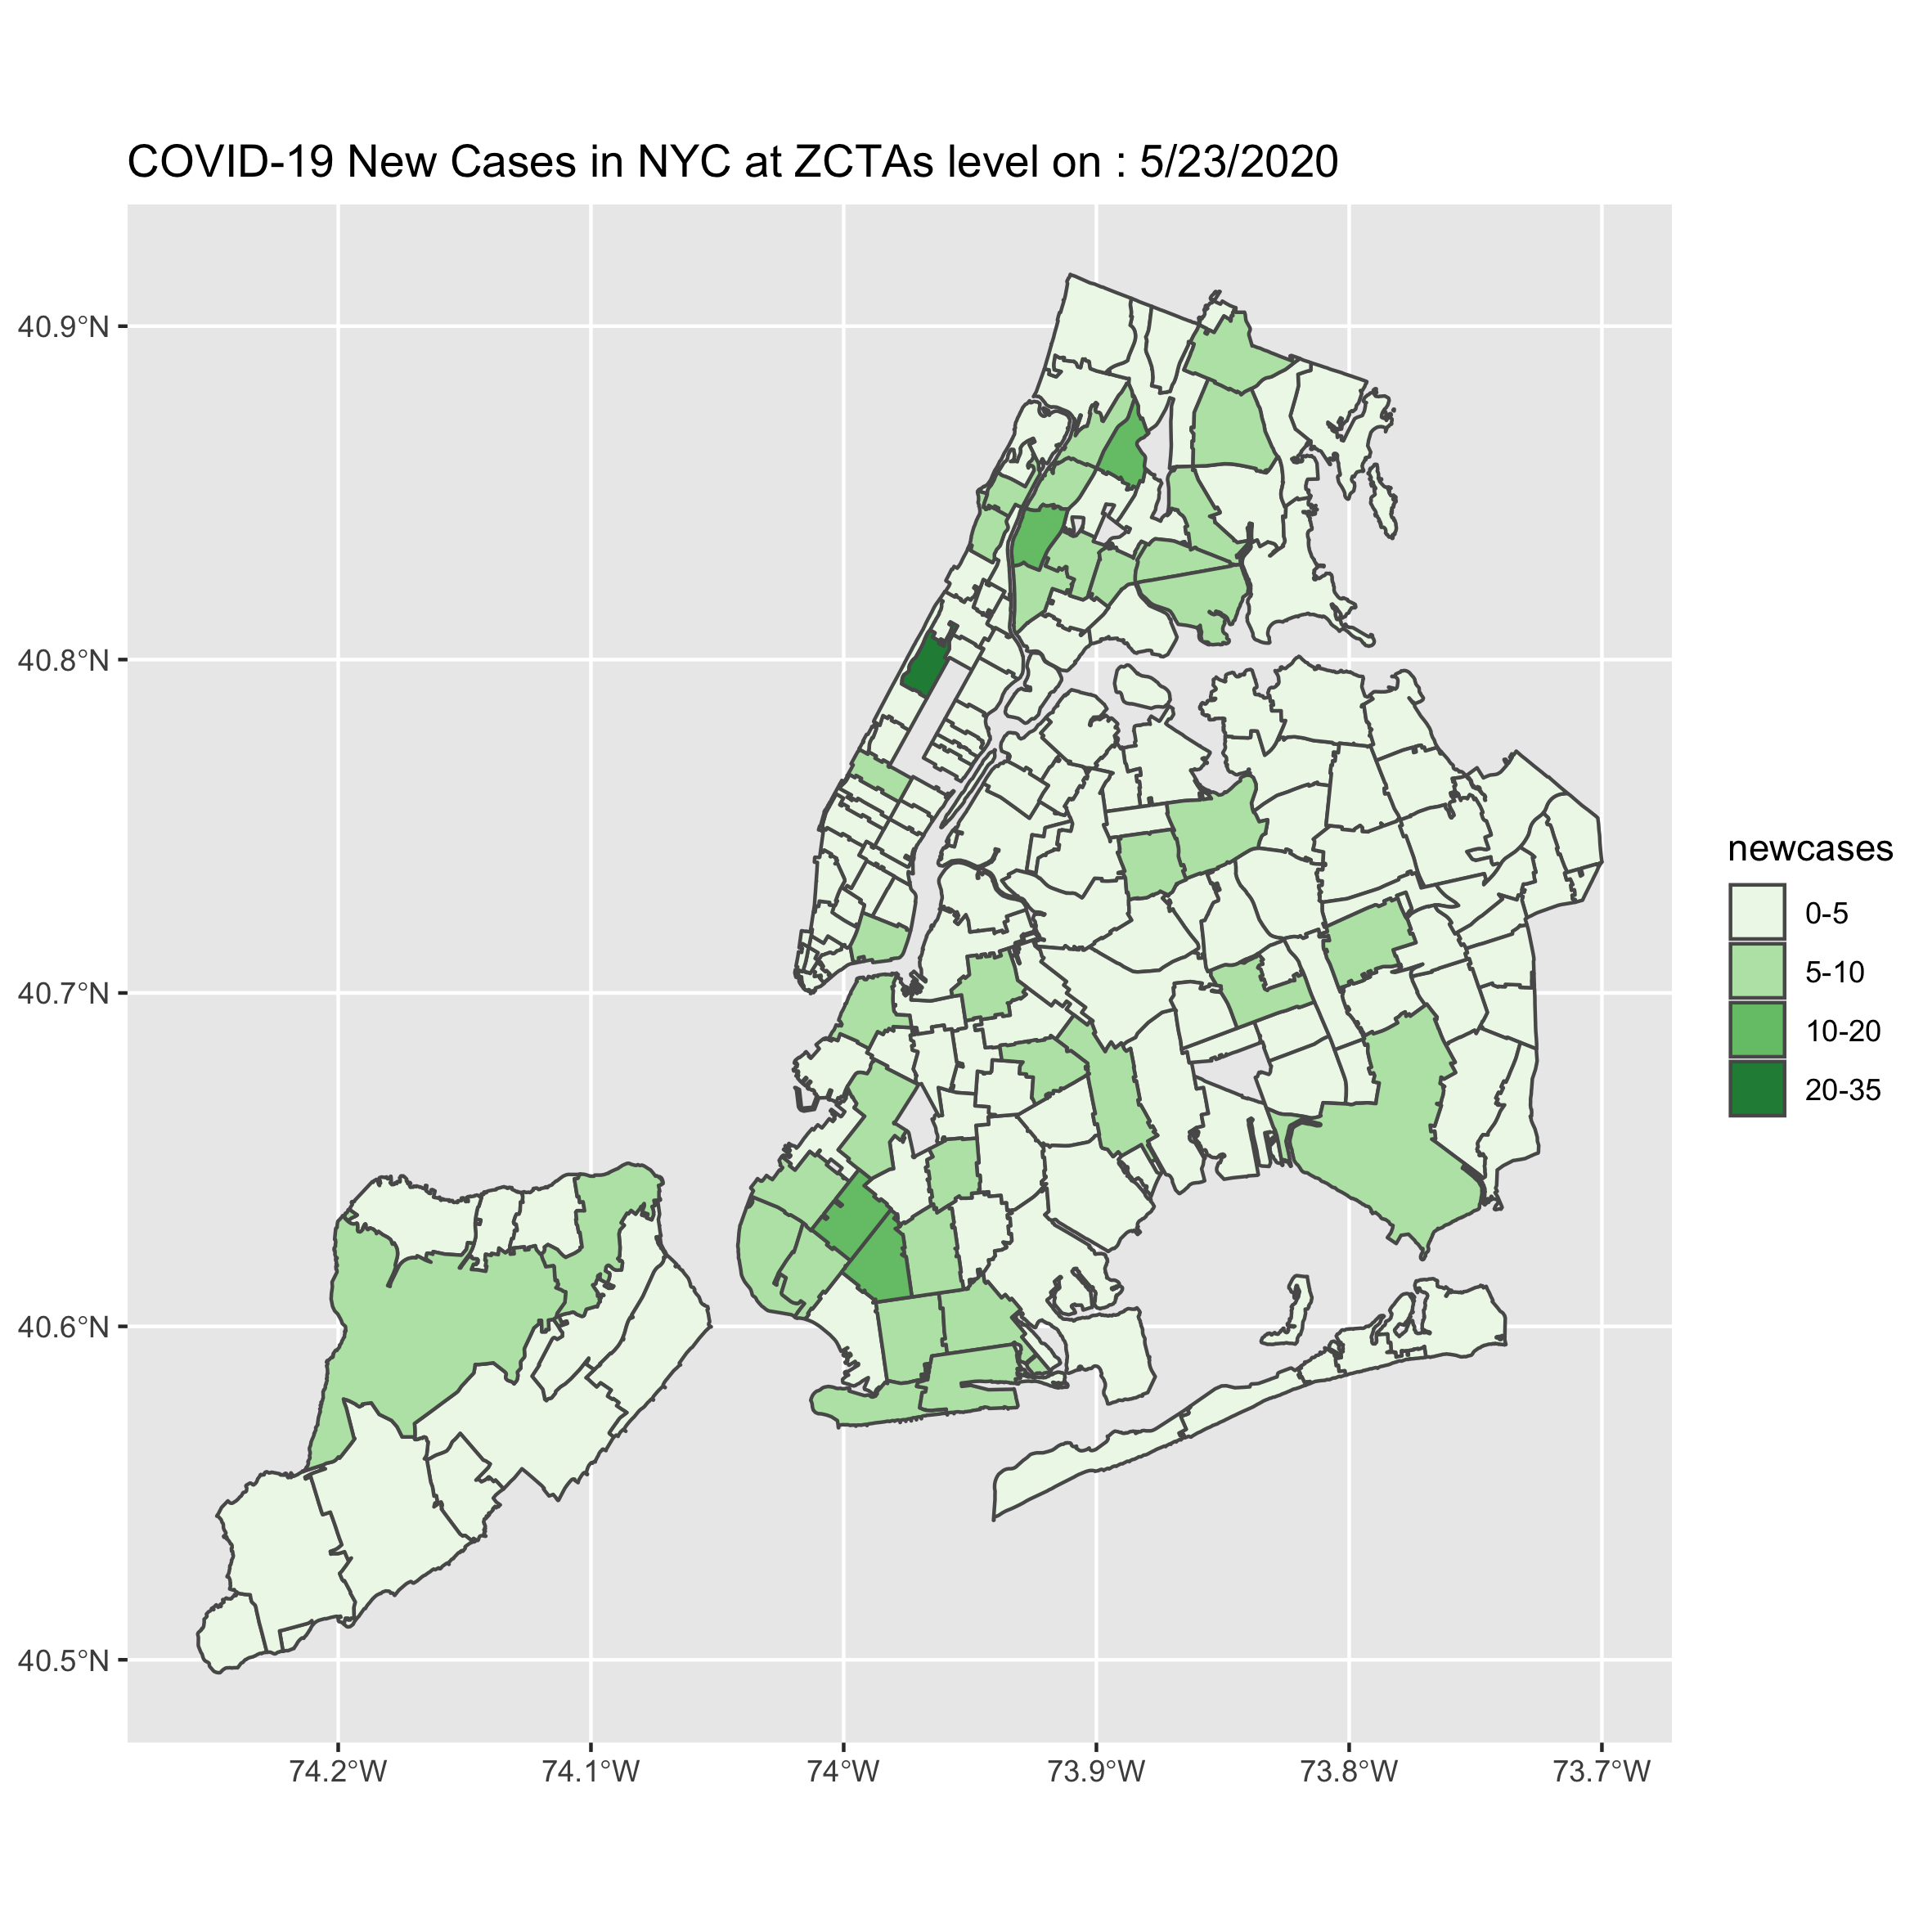 COVID-19 New Cases in NYC at ZCTAs level on : 5/23/2020
40.9°N
40.8°N
40.7°N
40.6°N
40.5°N
74.2°W
74.1°W
74°W
73.9°W
73.8°W
73.7°W
newcases
0-5
5-10
10-20
20-35